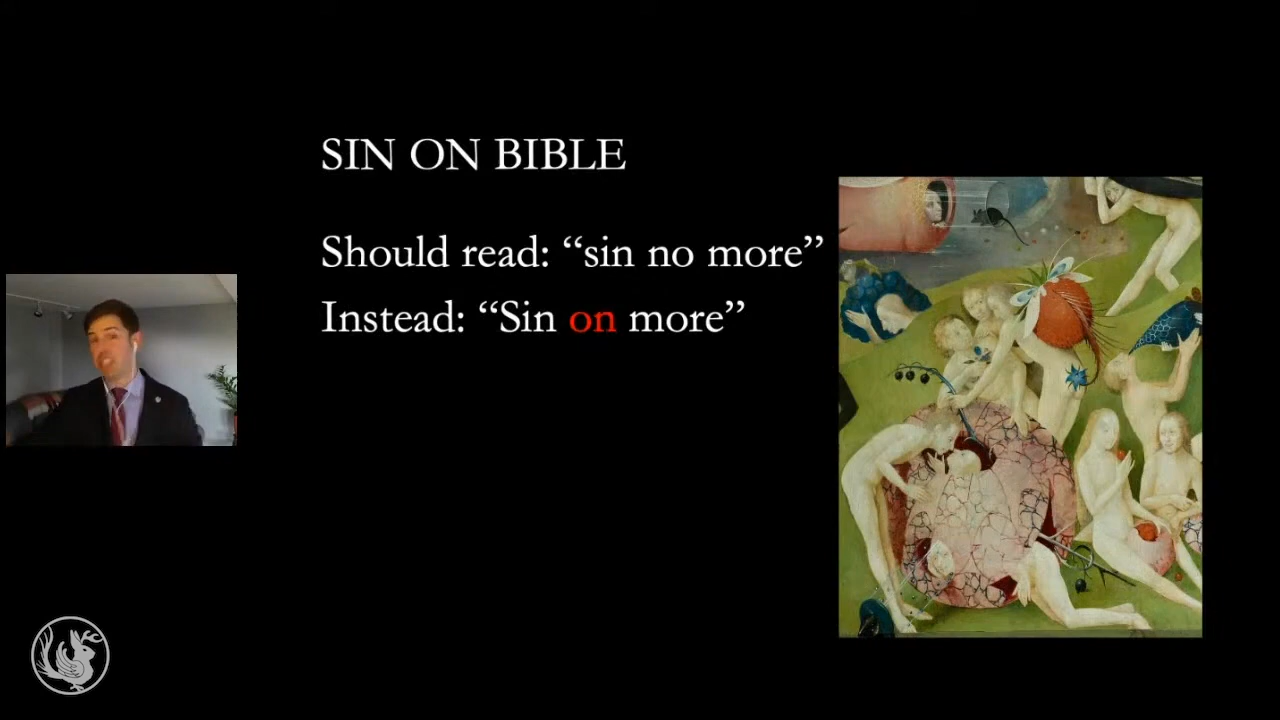 SIN ON BIBLE
Should read: “sin no more”
Instead: “Sin on more”